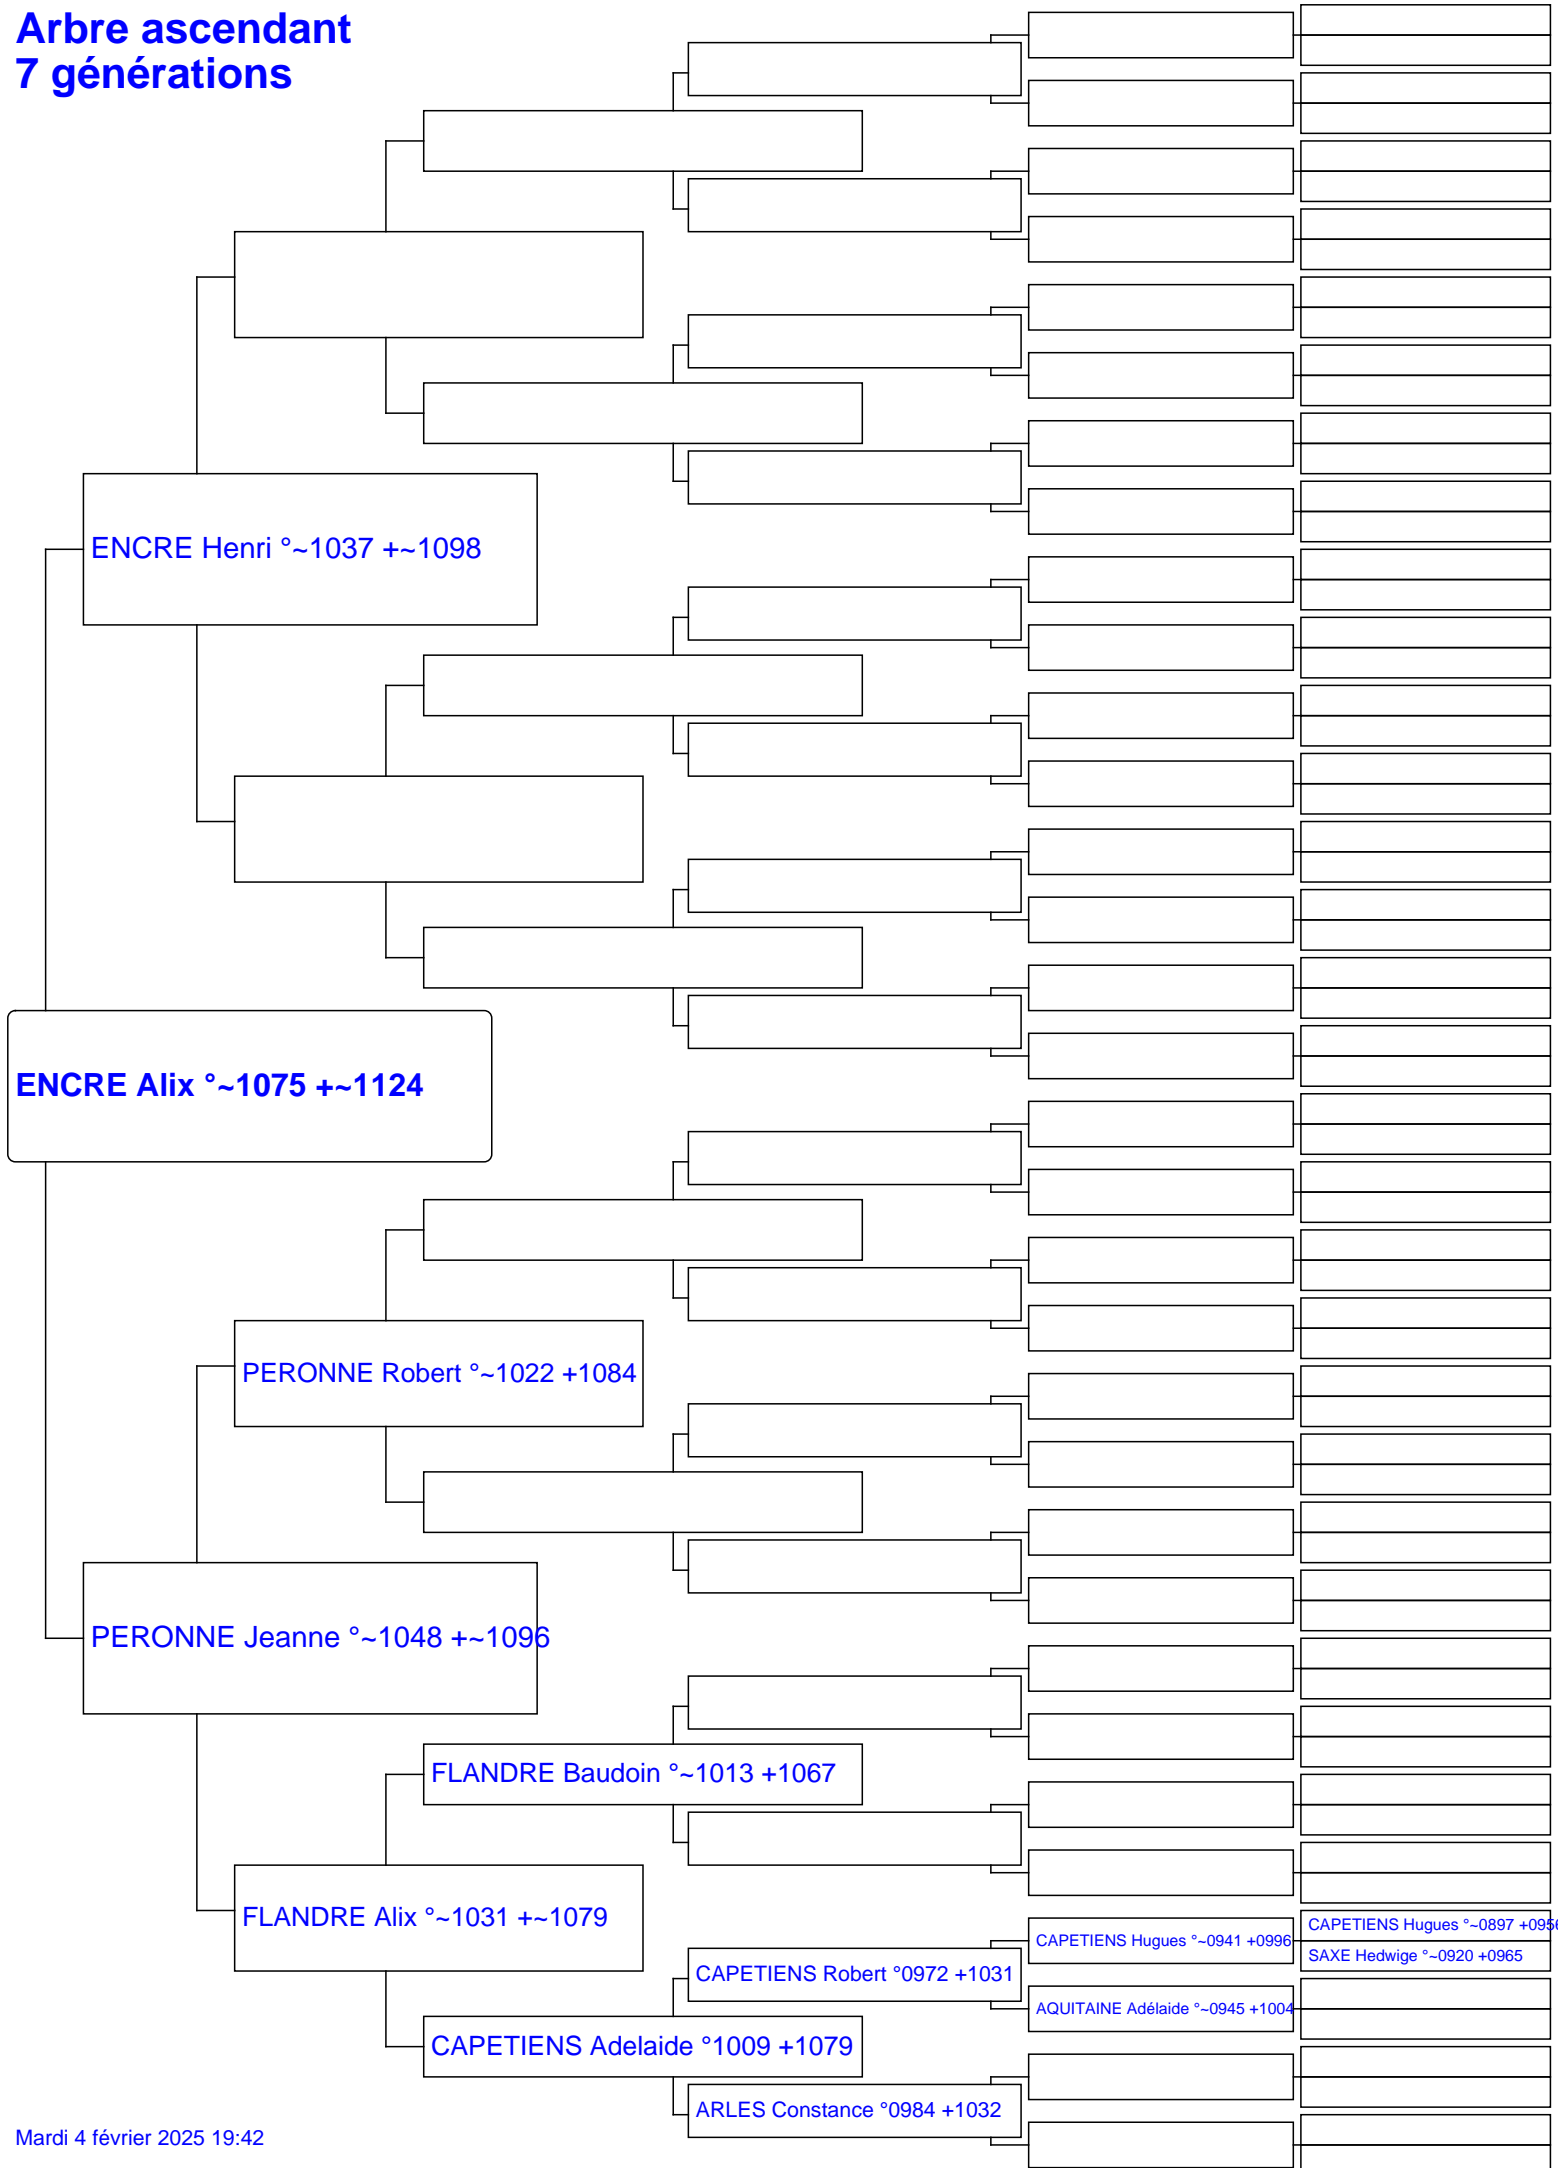 Arbre ascendant
7 générations
ENCRE Henri °~1037 +~1098
ENCRE Alix °~1075 +~1124
PERONNE Robert °~1022 +1084
PERONNE Jeanne °~1048 +~1096
FLANDRE Baudoin °~1013 +1067
FLANDRE Alix °~1031 +~1079
CAPETIENS Hugues °~0897 +0956
CAPETIENS Hugues °~0941 +0996
SAXE Hedwige °~0920 +0965
CAPETIENS Robert °0972 +1031
AQUITAINE Adélaide °~0945 +1004
CAPETIENS Adelaide °1009 +1079
ARLES Constance °0984 +1032
Mardi 4 février 2025 19:42